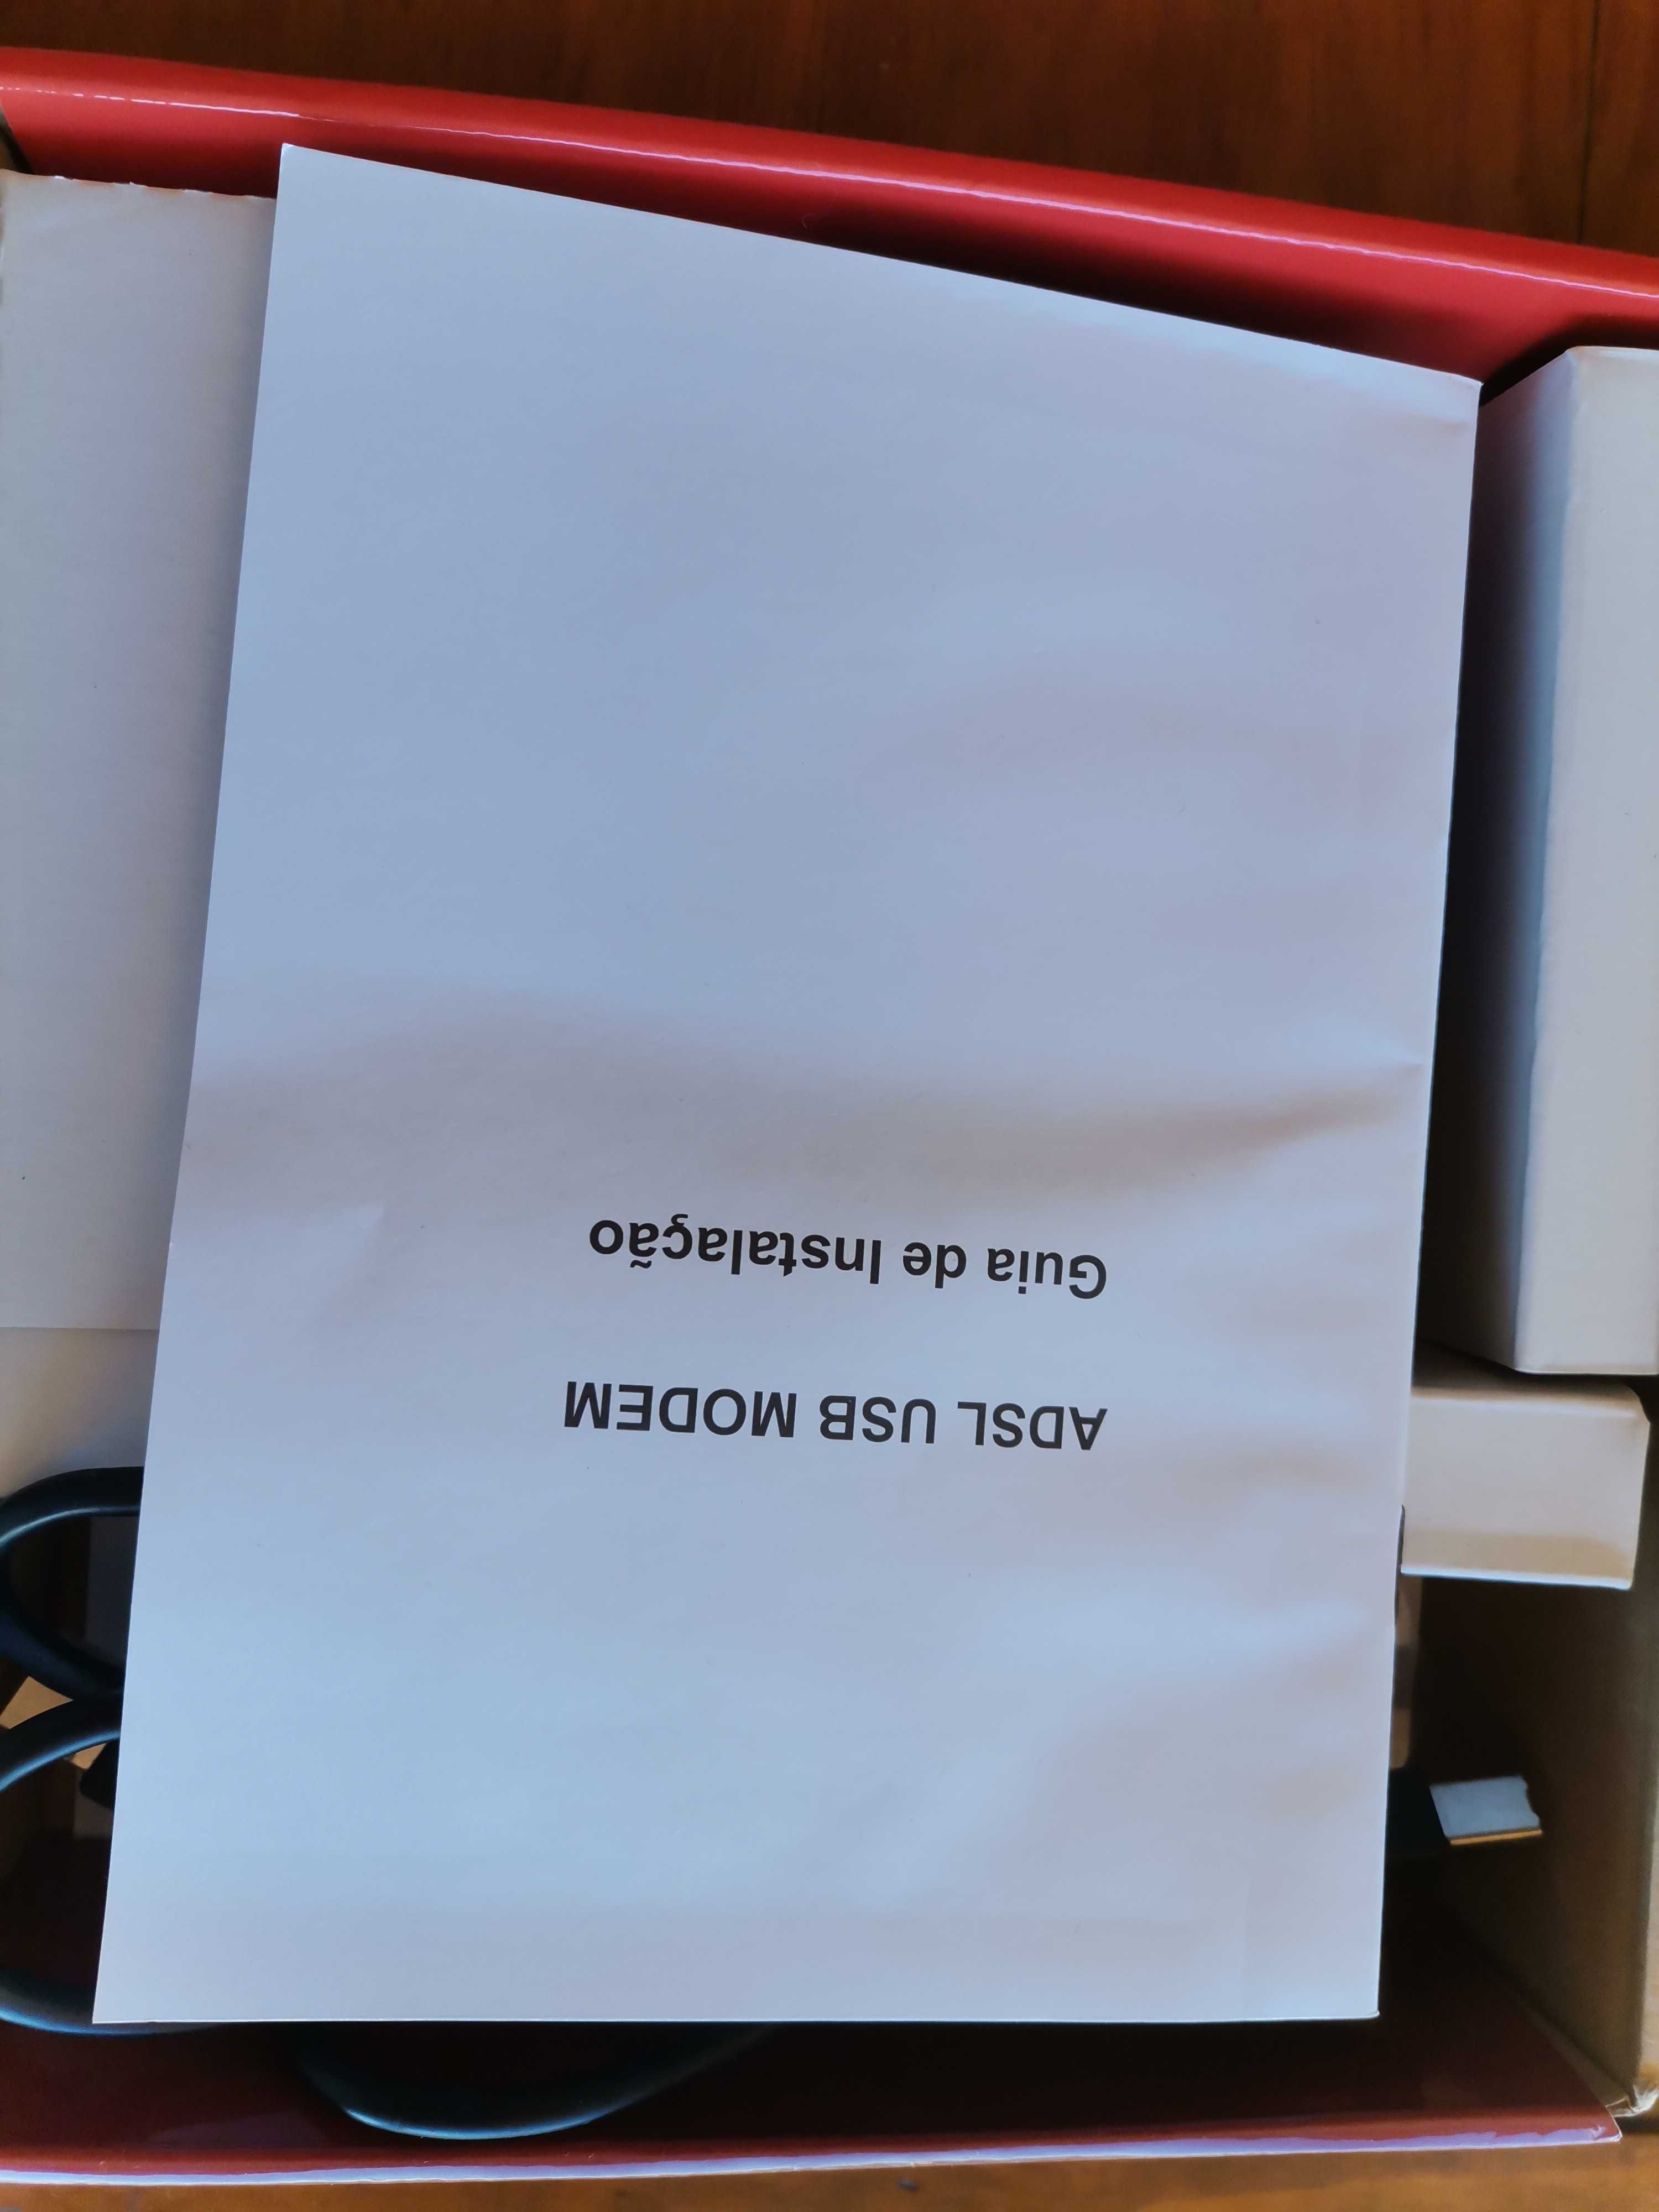 ADSL USB MODEM
Guia de Instalação